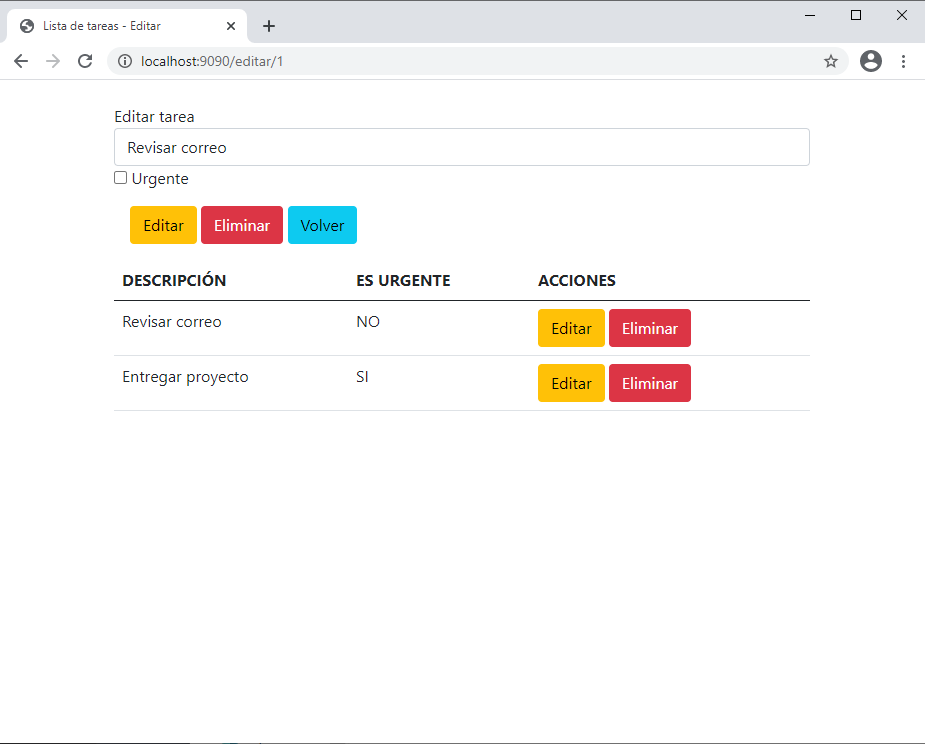 Lista de tareas - Editar
localhost:9090/editar/1
Editar tarea
Revisar correo
Urgente
Editar Eliminar Volver
DESCRIPCIÓN ES URGENTE ACCIONES
Revisar correo NO Editar Eliminar
Entregar proyecto SI Editar Eliminar